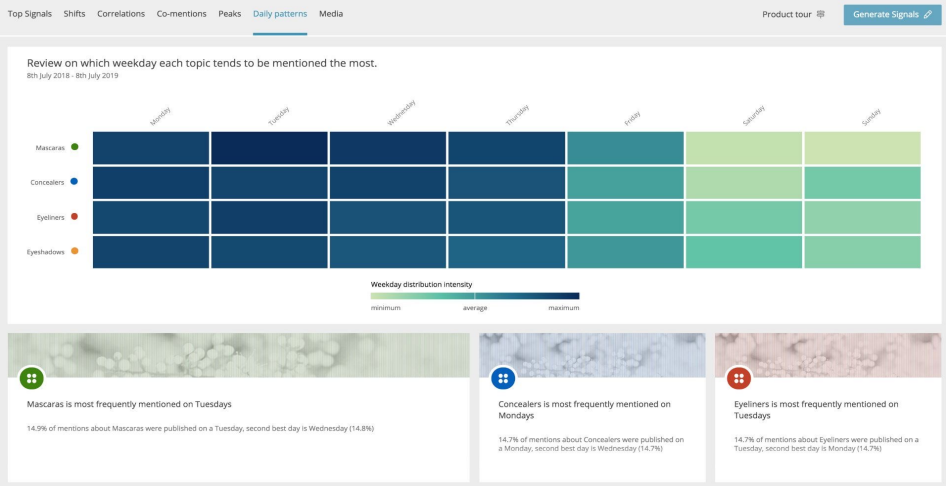 Top Signals Shifts Correlations Co-mentions Peaks Daily patterns Media Product tour Generate Signals
Review on which weekday each topic tends to be mentioned the most.
8th July 2018 - 8th July 2019
Monday Tuesday Wednesday Thursday Friday Saturday Sunday
Mascaras
Concealers
Eyeliners
Eyeshadows
Weekday distribution intensity
minimum average maximum
Mascaras is most frequently mentioned on Tuesdays
14.9% of mentions about Mascaras were published on a Tuesday, second best day is Wednesday (14.8%)
Concealers is most frequently mentioned on
Mondays
14.7% of mentions about Concealers were published on
a Monday, second best day is Wednesday (14.7%)
Eyeliners is most frequently mentioned on
Tuesdays
14.7% of mentions about Eyeliners were published on a
Tuesday, second best day is Monday (14.7%)